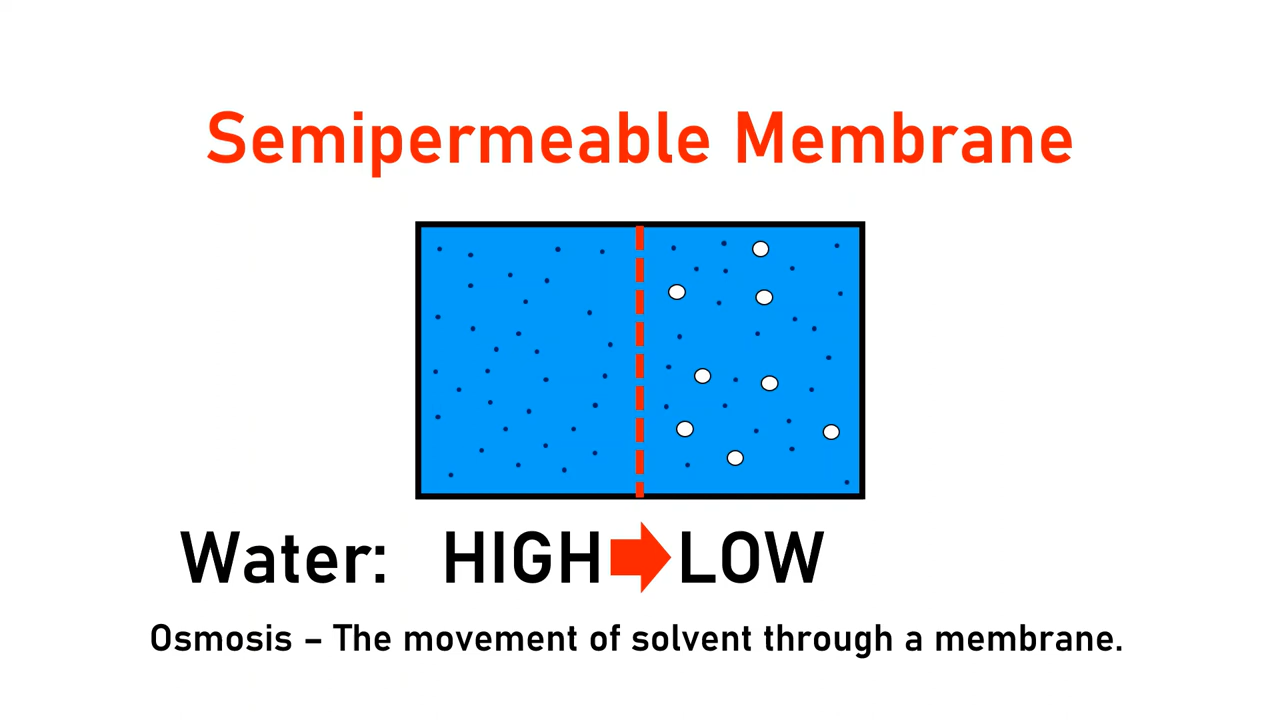 Semipermeable Membrane
Water: HIGH LOW
Osmosis – The movement of solvent through a membrane.